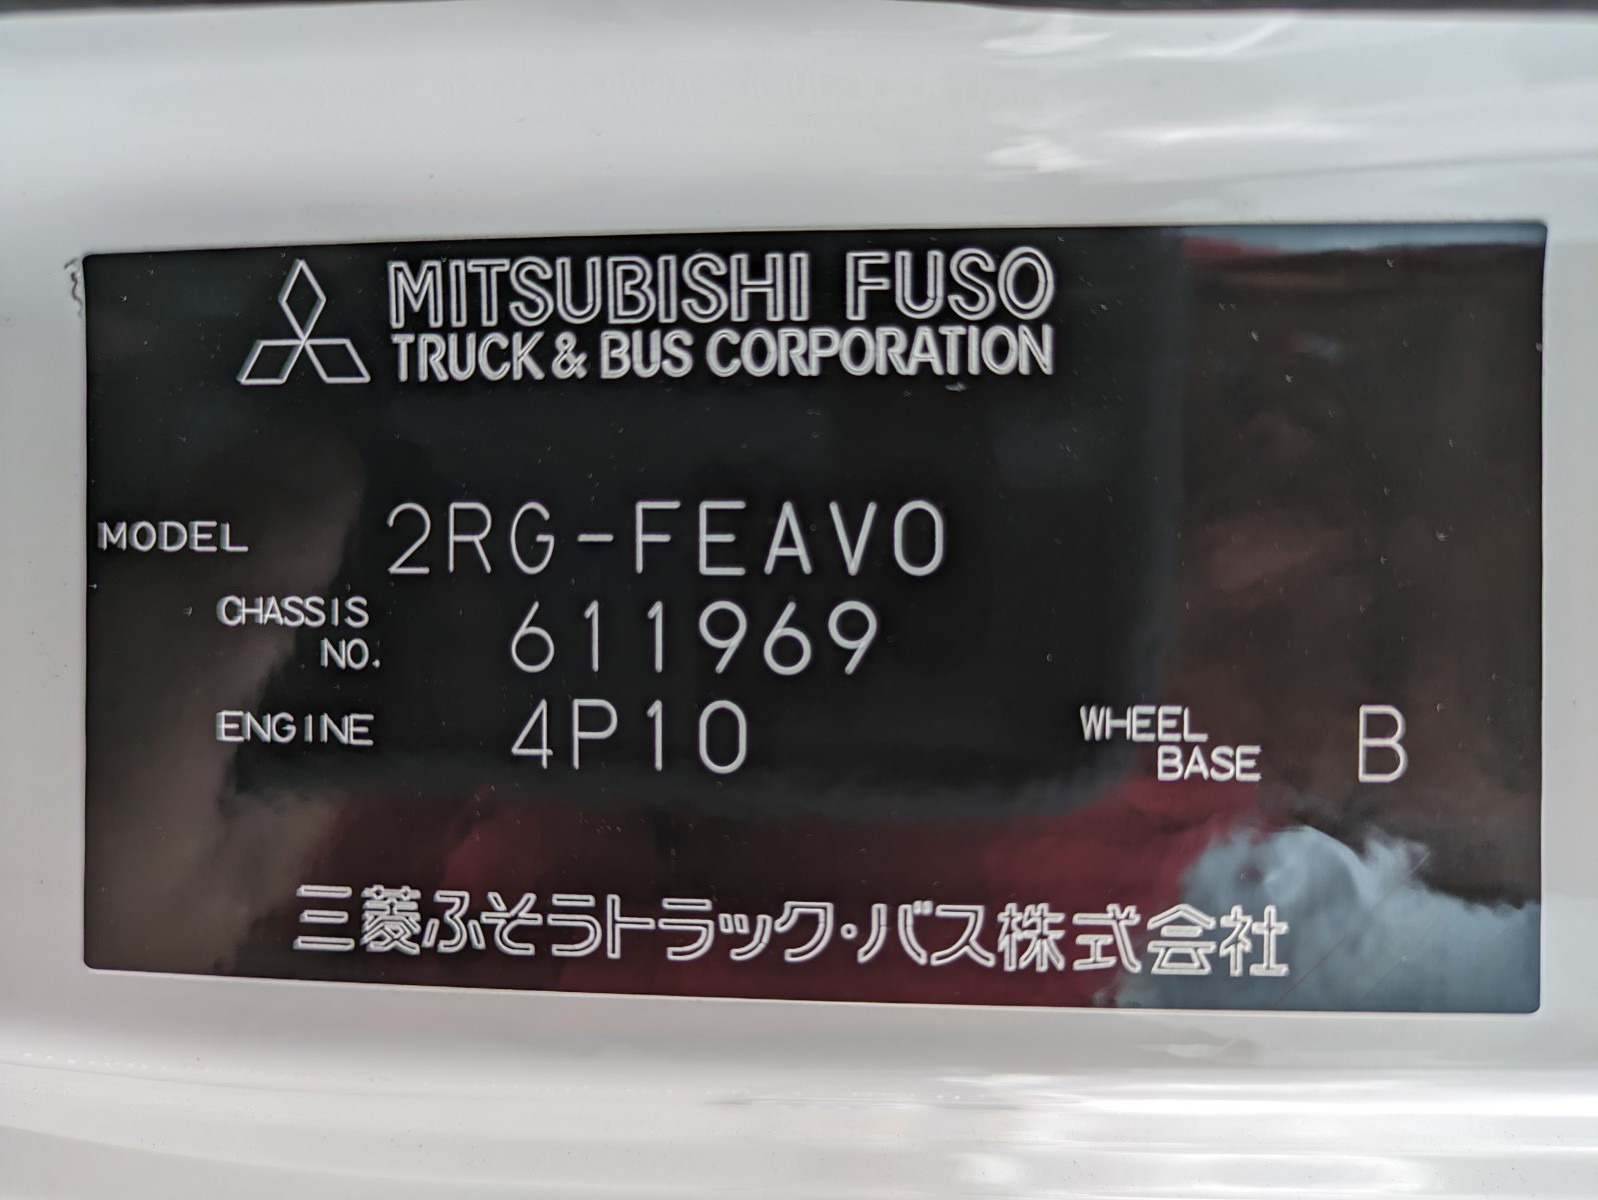 MITSUBISHI FUSO
TRUCK & BUS CORPORATION
MODEL 2RG-FEAV0
CHASSIS NO. 611969
ENGINE 4P10 WHEEL BASE B
三菱ふそうトラック・バス株式会社